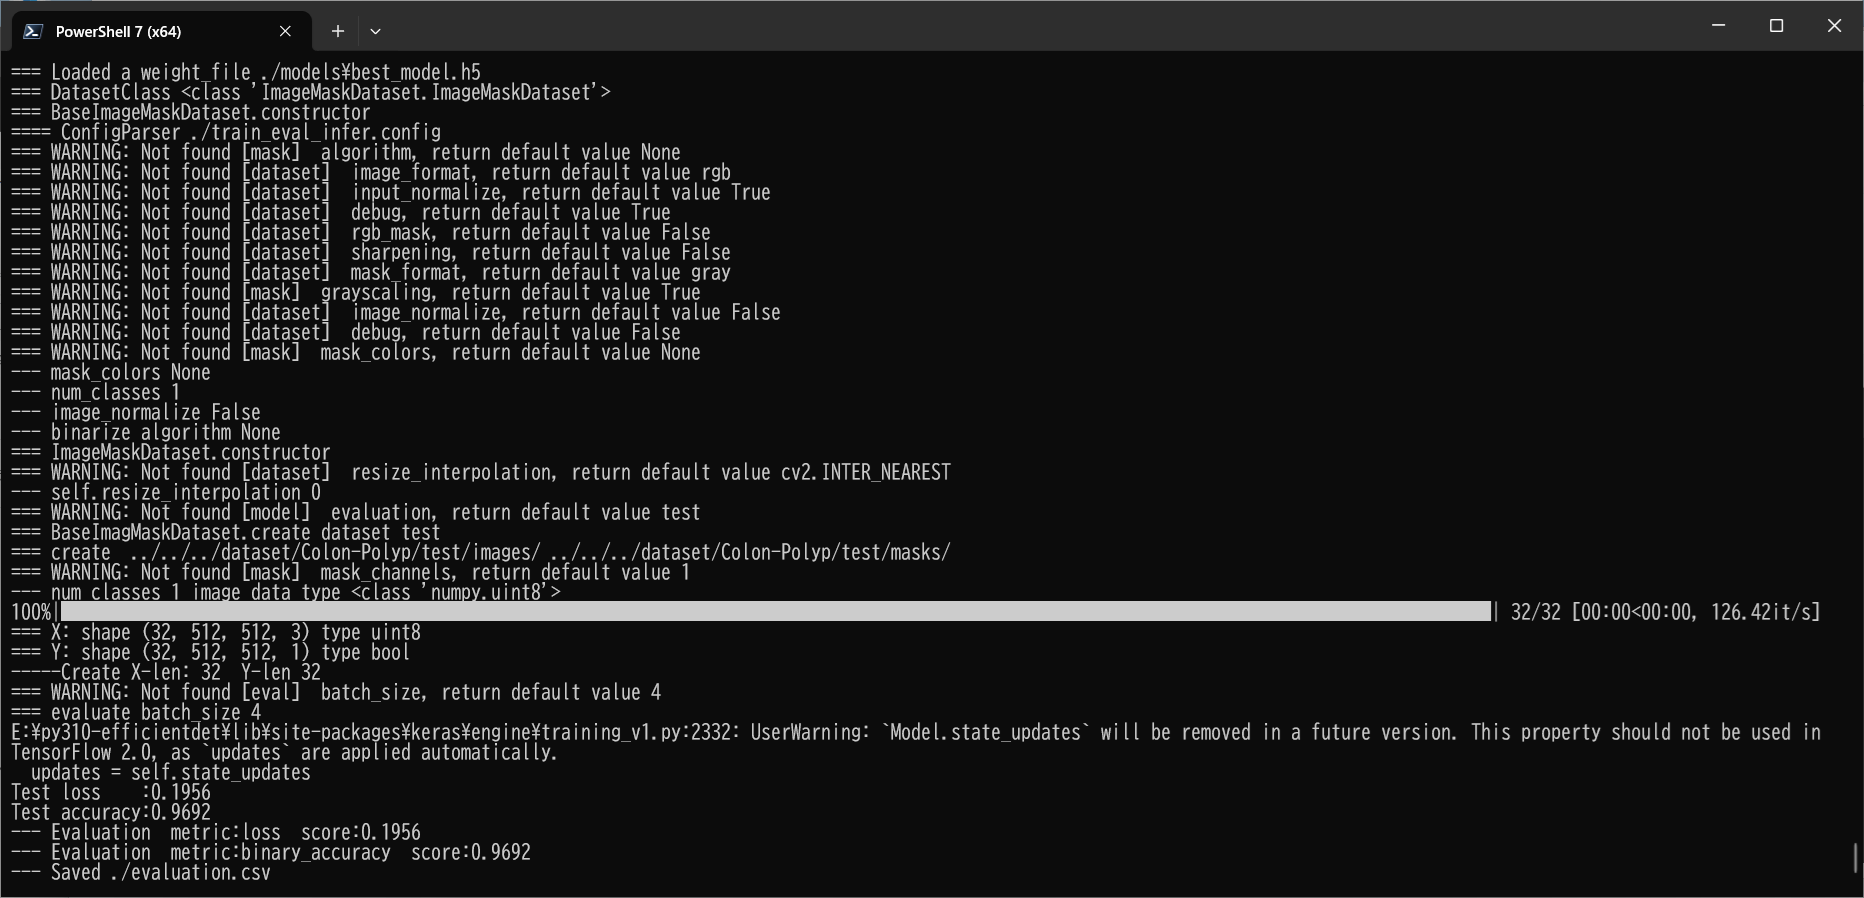 PowerShell 7 (x64)
=== Loaded a weight_file ./models¥best_model.h5
=== DatasetClass <class 'ImageMaskDataset.ImageMaskDataset'>
=== BaseImageMaskDataset.constructor
==== ConfigParser ./train_eval_infer.config
=== WARNING: Not found [mask]  algorithm, return default value None
=== WARNING: Not found [dataset]  image_format, return default value rgb
=== WARNING: Not found [dataset]  input_normalize, return default value True
=== WARNING: Not found [dataset]  debug, return default value True
=== WARNING: Not found [dataset]  rgb_mask, return default value False
=== WARNING: Not found [dataset]  sharpening, return default value False
=== WARNING: Not found [dataset]  mask_format, return default value gray
=== WARNING: Not found [mask]  grayscaling, return default value True
=== WARNING: Not found [dataset]  image_normalize, return default value False
=== WARNING: Not found [dataset]  debug, return default value False
=== WARNING: Not found [mask]  mask_colors, return default value None
--- mask_colors None
--- num_classes 1
--- image_normalize False
--- binarize algorithm None
=== ImageMaskDataset.constructor
=== WARNING: Not found [dataset]  resize_interpolation, return default value cv2.INTER_NEAREST
--- self.resize_interpolation 0
=== WARNING: Not found [model]  evaluation, return default value test
=== BaseImagMaskDataset.create dataset test
=== create  ../../../dataset/Colon-Polyp/test/images/ ../../../dataset/Colon-Polyp/test/masks/
=== WARNING: Not found [mask]  mask_channels, return default value 1
--- num classes 1 image data type <class 'numpy.uint8'>
100%| | 32/32 [00:00<00:00, 126.42it/s]
=== X: shape (32, 512, 512, 3) type uint8
=== Y: shape (32, 512, 512, 1) type bool
-----Create X-len: 32  Y-len 32
=== WARNING: Not found [eval]  batch_size, return default value 4
=== evaluate batch_size 4
E:¥py310-efficientdet¥lib¥site-packages¥keras¥engine¥training_v1.py:2332: UserWarning: `Model.state_updates` will be removed in a future version. This property should not be used in
TensorFlow 2.0, as `updates` are applied automatically.
  updates = self.state_updates
Test loss    :0.1956
Test accuracy:0.9692
--- Evaluation  metric:loss  score:0.1956
--- Evaluation  metric:binary_accuracy  score:0.9692
--- Saved ./evaluation.csv